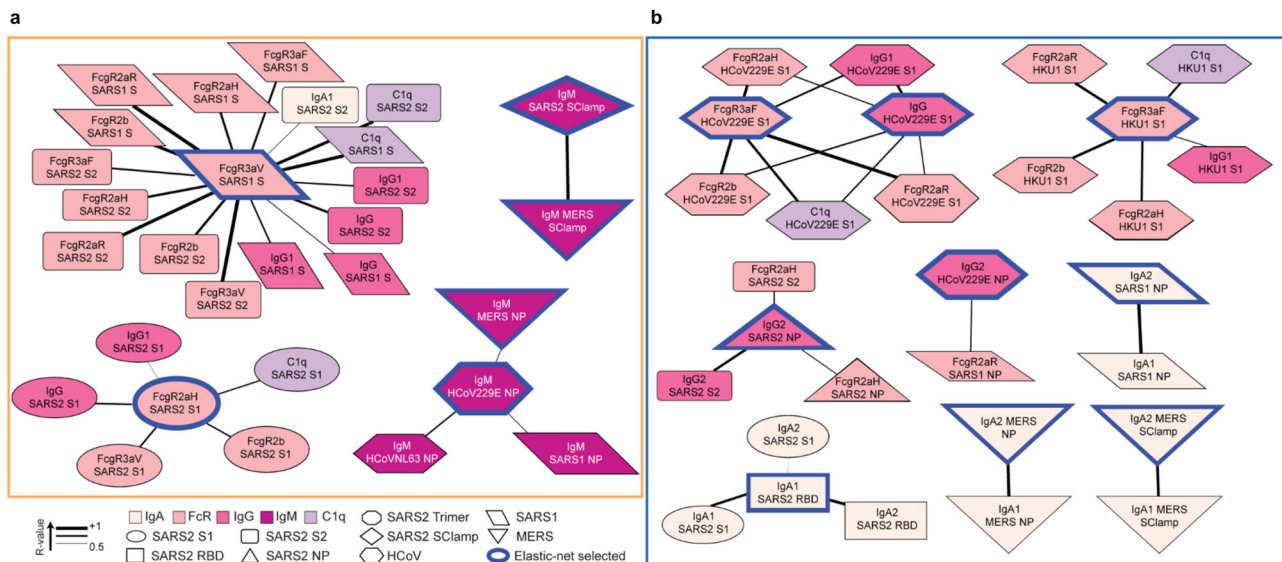 a
FcgR3aF
SARS1 S
FcgR2aR
SARS1 S
FcgR2aH
SARS1 S
IgA1
SARS2 S2
C1q
SARS2 S2
FcgR2b
SARS1 S
C1q
SARS1 S
FcgR3aF
SARS2 S2
FcgR3aV
SARS1 S
IgG1
SARS2 S2
FcgR2aH
SARS2 S2
IgG
SARS2 S2
FcgR2aR
SARS2 S2
FcgR2b
SARS2 S2
IgG1
SARS1 S
IgG
SARS1 S
FcgR3aV
SARS2 S2
IgM
SARS2 SClamp
IgM MERS
SClamp
IgG1
SARS2 S1
C1q
SARS2 S1
IgG
SARS2 S1
FcgR2aH
SARS2 S1
FcgR3aV
SARS2 S1
FcgR2b
SARS2 S1
IgM
MERS NP
IgM
HCoV229E NP
IgM
HCoVNL63 NP
IgM
SARS1 NP
R-value
+1
0.5
IgA
FcR
IgG
IgM
C1q
SARS2 S1
SARS2 RBD
SARS2 S2
SARS2 NP
SARS2 Trimer
SARS2 SClamp
HCoV
SARS1
MERS
Elastic-net selected
b
FcgR2aH
HCoV229E S1
IgG1
HCoV229E S1
FcgR3aF
HCoV229E S1
IgG
HCoV229E S1
FcgR2b
HCoV229E S1
C1q
HCoV229E S1
FcgR2aR
HCoV229E S1
FcgR2aR
HKU1 S1
C1q
HKU1 S1
FcgR3aF
HKU1 S1
FcgR2b
HKU1 S1
IgG1
HKU1 S1
FcgR2aH
HKU1 S1
FcgR2aH
SARS2 S2
IgG2
SARS2 NP
IgG2
SARS2 S2
FcgR2aH
SARS2 NP
IgG2
HCoV229E NP
FcgR2aR
SARS1 NP
IgA2
SARS1 NP
IgA1
SARS1 NP
IgA2
SARS2 S1
IgA1
SARS2 RBD
IgA1
SARS2 S1
IgA2
SARS2 RBD
IgA2 MERS
NP
IgA1
MERS NP
IgA2 MERS
SClamp
IgA1 MERS
SClamp